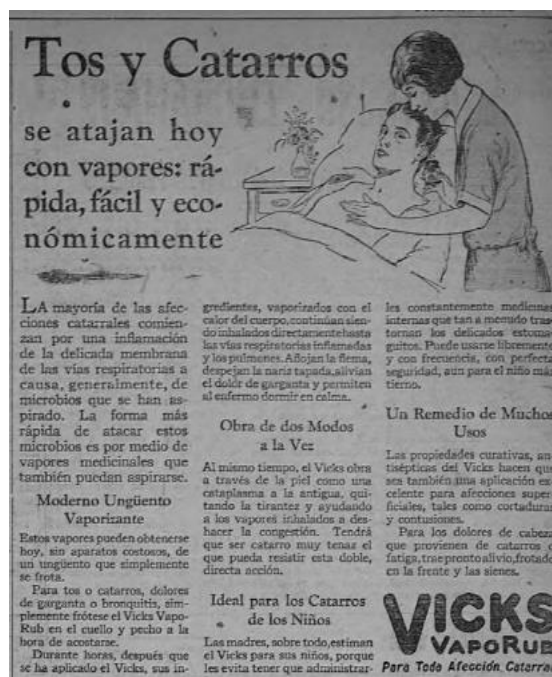 Tos y Catarros
se atajan hoy
con vapores: rá-
pida, fácil y eco-
nómicamente
LA mayoría de las afec-
ciones catarrales comien-
zan por una inflamación
de la delicada membrana
de las vías respiratorias a
causa, generalmente, de
microbios que se han as-
pirado. La forma más
rápida de atacar estos
microbios es por medio de
vapores medicinales que
también puedan aspirarse.
Moderno Ungüento
Vaporizante
Estos vapores pueden obtenerse
hoy, sin aparatos costosos, de
un ungüento que simplemente
se frota.
Para tos o catarros, dolores
de garganta o bronquitis, sim-
plemente frótese el Vicks Vapo-
Rub en el cuello y pecho a la
hora de acostarse.
Durante horas, después que
se ha aplicado el Vicks, sus in-
gredientes, vaporizados con el
calor del cuerpo, continúan sien-
do inhalados directamente hasta
las vías respiratorias inflamadas
y los pulmones. Aflojan la flema,
despejan la nariz tapada, alivian
el dolor de garganta y permiten
al enfermo dormir en calma.
Obra de dos Modos
a la Vez
Al mismo tiempo, el Vicks obra
a través de la piel como una
cataplasma a la antigua, qui-
tando la tirantez y ayudando
a los vapores inhalados a des-
hacer la congestión. Tendrá
que ser catarro muy tenaz el
que pueda resistir esta doble,
directa acción.
Ideal para los Catarros
de los Niños
Las madres, sobre todo, estiman
el Vicks para sus niños, porque
les evita tener que administrar-
les constantemente medicinas
internas que tan a menudo tras-
tornan los delicados estoma-
guitos. Puede usarse libremente
y con frecuencia, con perfecta
seguridad, aun para el niño más
tierno.
Un Remedio de Muchos
Usos
Las propiedades curativas, an-
tisépticas del Vicks hacen que
sea también una aplicación ex-
celente para afecciones super-
ficiales, tales como cortaduras
y contusiones.
Para los dolores de cabeza
que provienen de catarros o
fatiga, trae pronto alivio, frotado
en la frente y las sienes.
VICKS
VAPORUB
Para Toda Afección Catarral